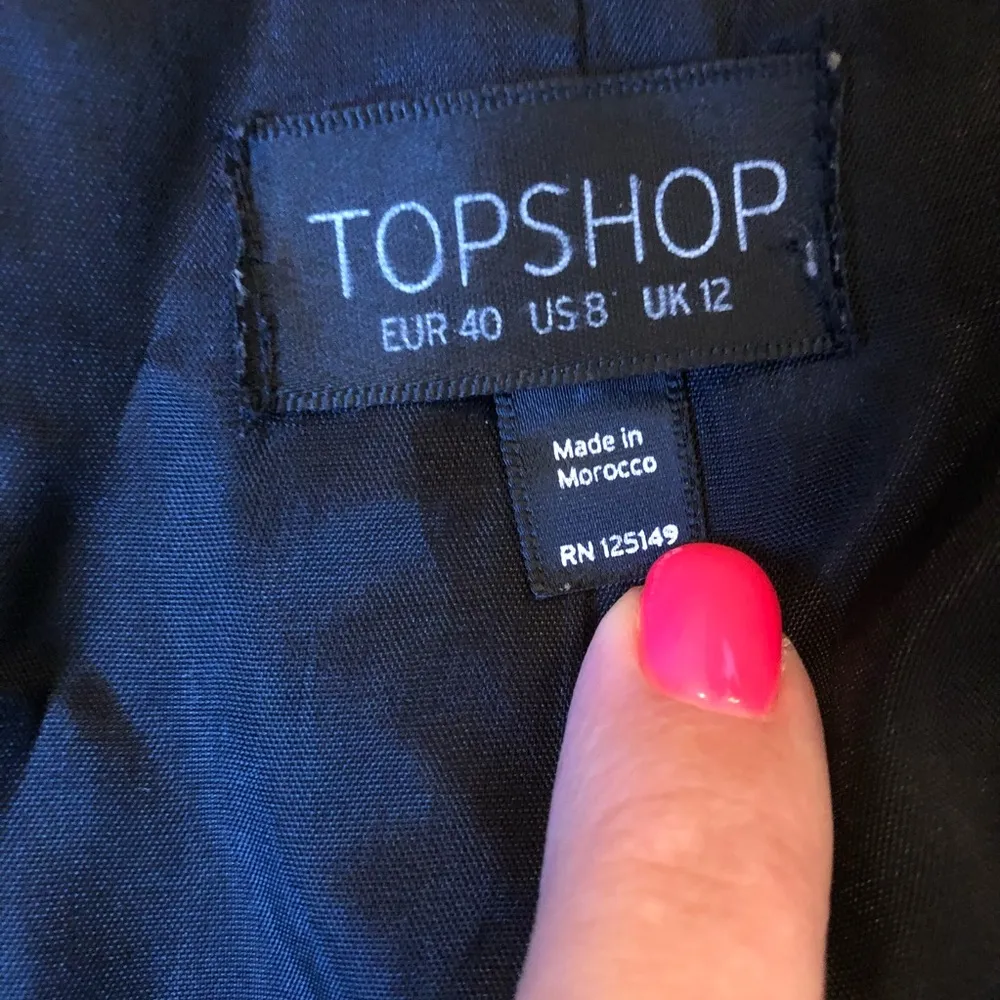 TOPSHOP
EUR 40 US 8 UK 12
Made in
Morocco
RN 125149